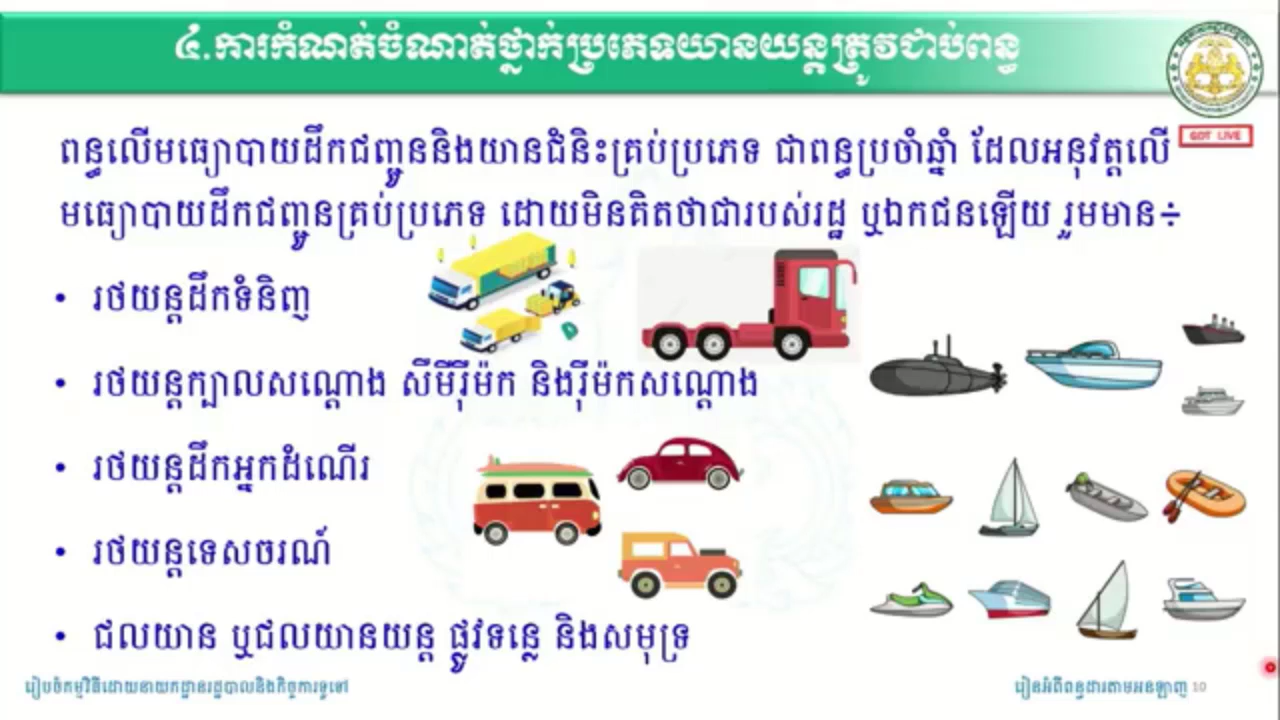 ៤.ការកំណត់ចំណាត់ថ្នាក់ប្រភេទយានយន្តត្រូវជាប់ពន្ធ
GDT LIVE
ពន្ធលើមធ្យោបាយដឹកជញ្ជូននិងយានជំនិះគ្រប់ប្រភេទ ជាពន្ធប្រចាំឆ្នាំ ដែលអនុវត្តលើ
មធ្យោបាយដឹកជញ្ជូនគ្រប់ប្រភេទ ដោយមិនគិតថាជារបស់រដ្ឋ ឬឯកជនឡើយ រួមមាន÷
• រថយន្តដឹកទំនិញ
• រថយន្តក្បាលសណ្តោង សឺមីរ៉ឺម៉ក និងរ៉ឺម៉កសណ្តោង
• រថយន្តដឹកអ្នកដំណើរ
• រថយន្តទេសចរណ៍
• ជលយាន ឬជលយានយន្ត ផ្លូវទន្លេ និងសមុទ្រ
រៀបចំកម្មវិធីដោយនាយកដ្ឋានរដ្ឋបាលនិងកិច្ចការទូទៅ
រៀនអំពីពន្ធដារតាមអនឡាញ 10